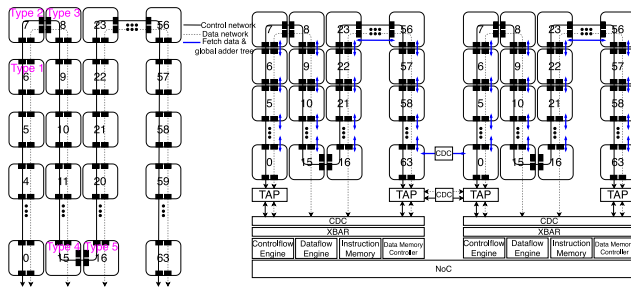 Type 2 Type 3
7 8 23 56
Type 1
6 9 22 57
5 10 21 58
4 11 20 59
Type 4 Type 5
0 15 16 63
Control network
Data network
Fetch data &
global adder tree
7 8 23 56
6 9 22 57
5 10 21 58
0 15 16 63
CDC
TAP TAP
CDC
CDC
XBAR
Controlflow Engine
Dataflow Engine
Instruction Memory
Data Memory Controller
7 8 23 56
6 9 22 57
5 10 21 58
0 15 16 63
TAP TAP
CDC
XBAR
Controlflow Engine
Dataflow Engine
Instruction Memory
Data Memory Controller
NoC